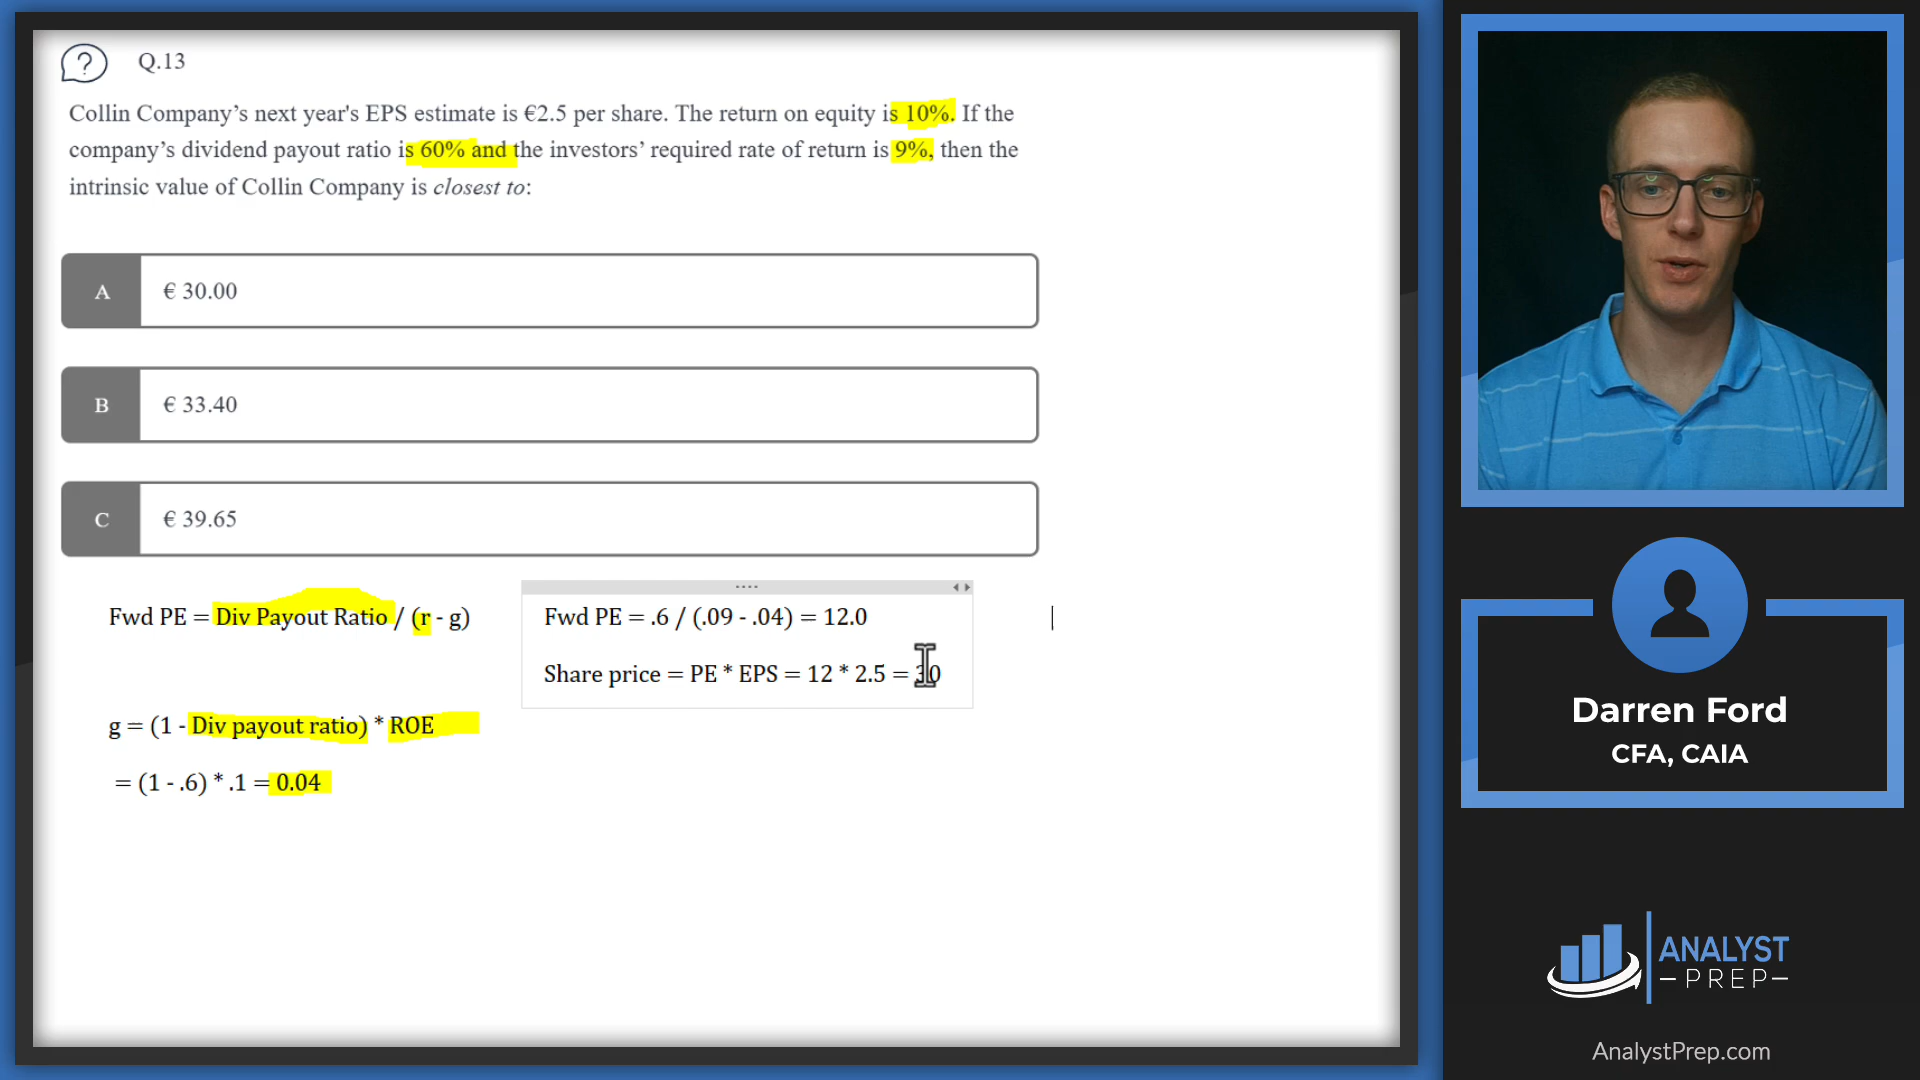 ?
Q.13
Collin Company’s next year's EPS estimate is €2.5 per share. The return on equity is 10%. If the
company’s dividend payout ratio is 60% and the investors’ required rate of return is 9%, then the
intrinsic value of Collin Company is closest to:
A
€ 30.00
B
€ 33.40
C
€ 39.65
Fwd PE = Div Payout Ratio / (r - g)
Fwd PE = .6 / (.09 - .04) = 12.0
Share price = PE * EPS = 12 * 2.5 = 30
g = (1 - Div payout ratio) * ROE
= (1 - .6) * .1 = 0.04
Darren Ford
CFA, CAIA
ANALYST
PREP
AnalystPrep.com